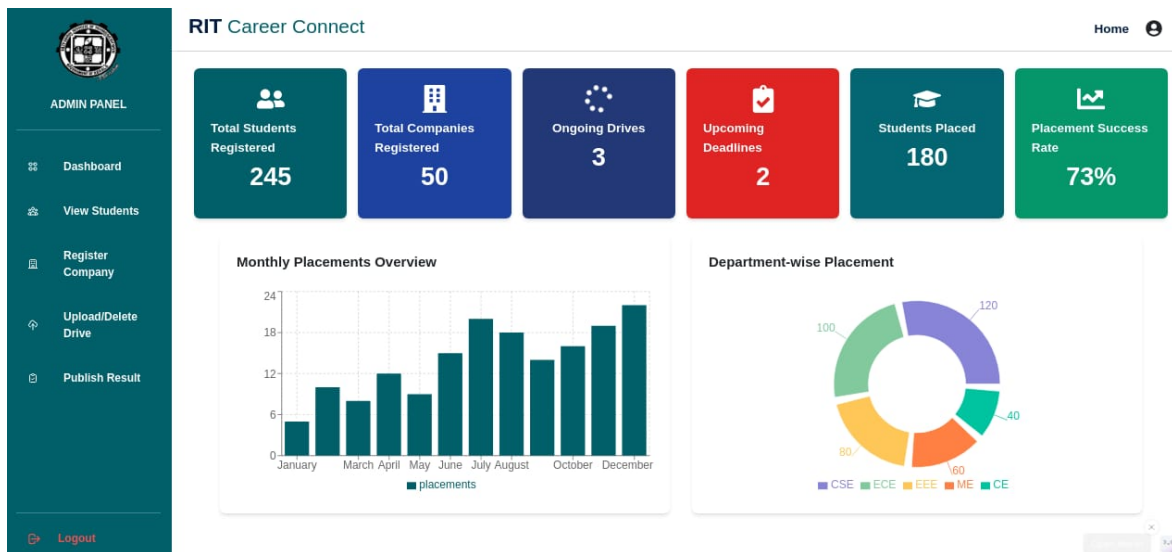 RIT Career Connect
Home
ADMIN PANEL
Dashboard
View Students
Register
Company
Upload/Delete
Drive
Publish Result
Logout
Total Students
Registered
245
Total Companies
Registered
50
Ongoing Drives
3
Upcoming
Deadlines
2
Students Placed
180
Placement Success
Rate
73%
Monthly Placements Overview
24
18
12
6
0
January March April May June July August October December
placements
Department-wise Placement
120
100
40
80
60
CSE ECE EEE ME CE